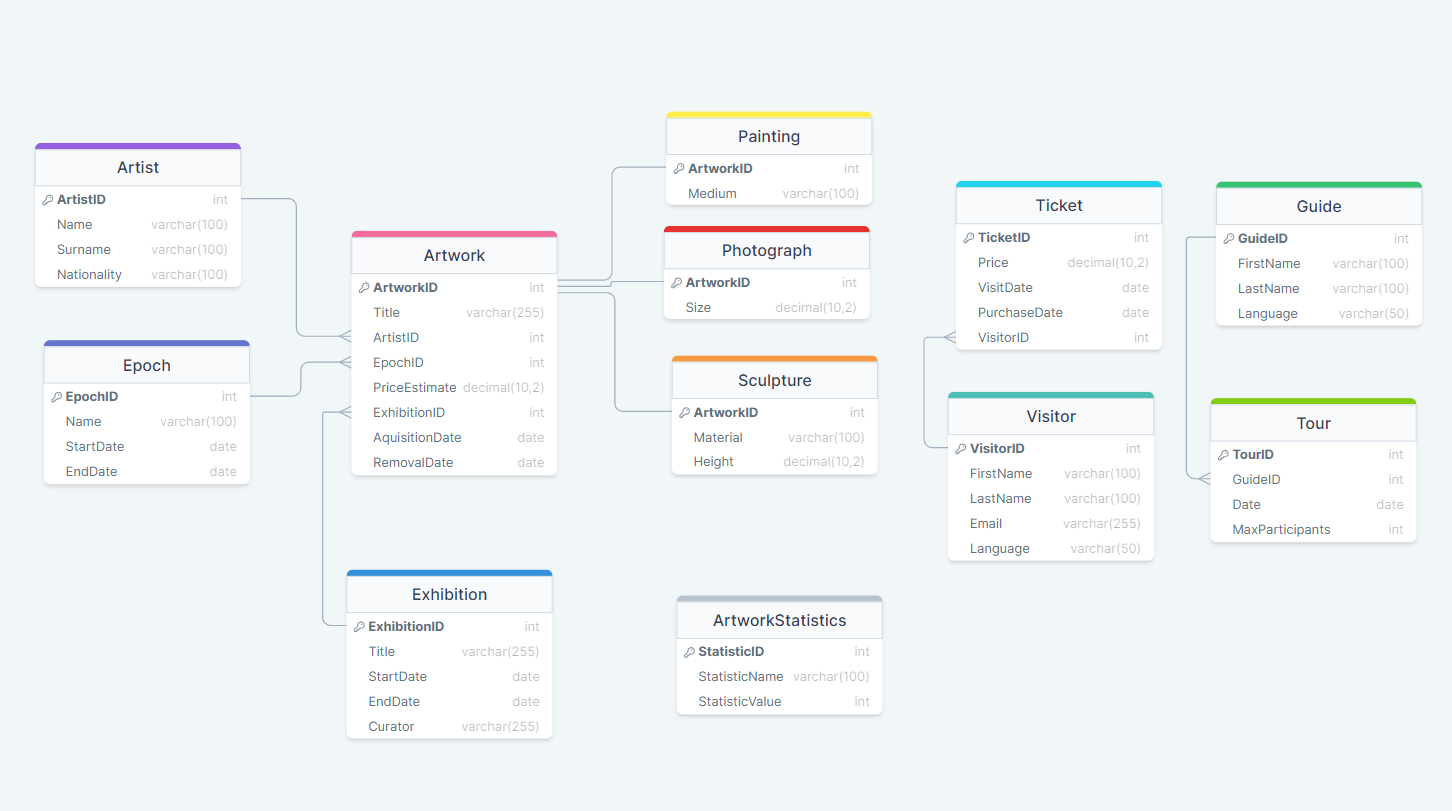 Artist
ArtistID int
Name varchar(100)
Surname varchar(100)
Nationality varchar(100)
Epoch
EpochID int
Name varchar(100)
StartDate date
EndDate date
Artwork
ArtworkID int
Title varchar(255)
ArtistID int
EpochID int
PriceEstimate decimal(10,2)
ExhibitionID int
AquisitionDate date
RemovalDate date
Exhibition
ExhibitionID int
Title varchar(255)
StartDate date
EndDate date
Curator varchar(255)
Painting
ArtworkID int
Medium varchar(100)
Photograph
ArtworkID int
Size decimal(10,2)
Sculpture
ArtworkID int
Material varchar(100)
Height decimal(10,2)
ArtworkStatistics
StatisticID int
StatisticName varchar(100)
StatisticValue int
Ticket
TicketID int
Price decimal(10,2)
VisitDate date
PurchaseDate date
VisitorID int
Visitor
VisitorID int
FirstName varchar(100)
LastName varchar(100)
Email varchar(255)
Language varchar(50)
Guide
GuideID int
FirstName varchar(100)
LastName varchar(100)
Language varchar(50)
Tour
TourID int
GuideID int
Date date
MaxParticipants int